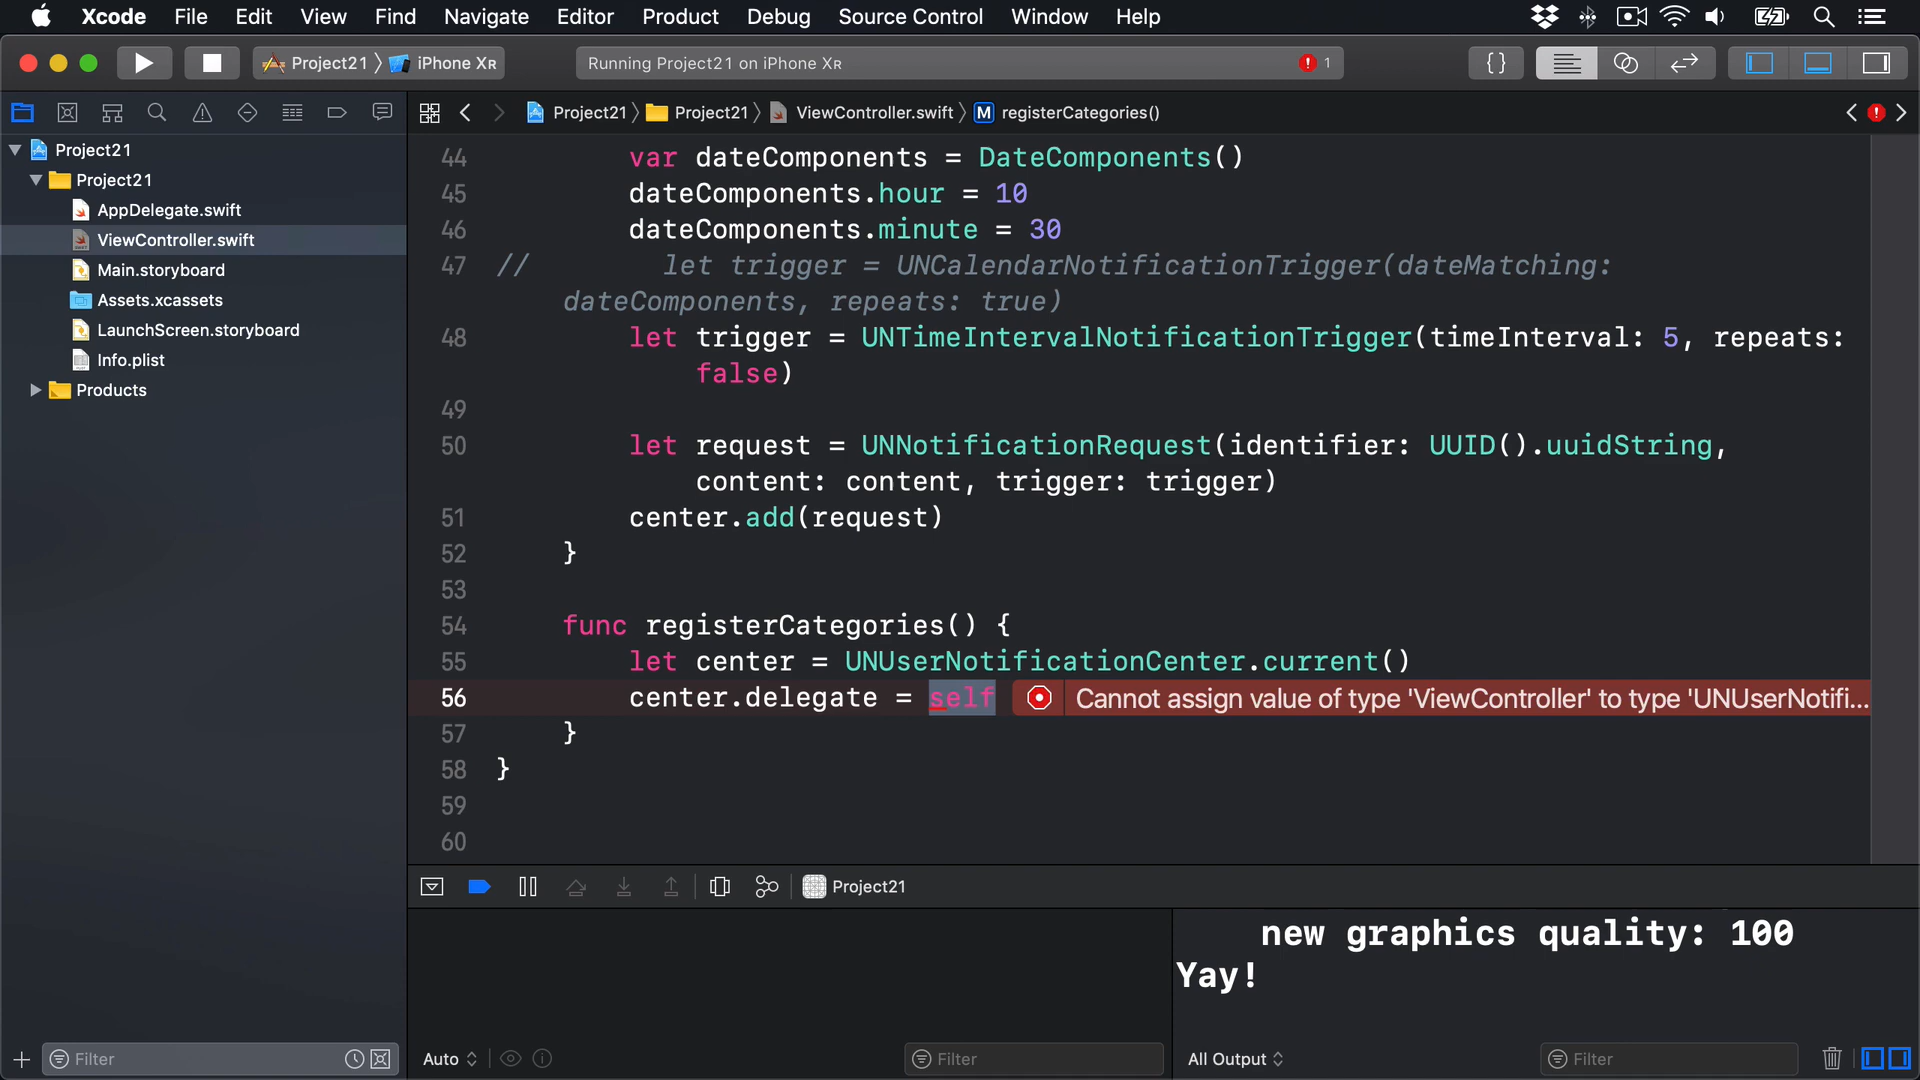 Xcode File Edit View Find Navigate Editor Product Debug Source Control Window Help
Project21 iPhone XR
Running Project21 on iPhone XR 1
Project21 Project21 ViewController.swift M registerCategories()
Project21
Project21
AppDelegate.swift
ViewController.swift
Main.storyboard
Assets.xcassets
LaunchScreen.storyboard
Info.plist
Products
44 var dateComponents = DateComponents()
45 dateComponents.hour = 10
46 dateComponents.minute = 30
47 // let trigger = UNCalendarNotificationTrigger(dateMatching:
dateComponents, repeats: true)
48 let trigger = UNTimeIntervalNotificationTrigger(timeInterval: 5, repeats:
false)
49
50 let request = UNNotificationRequest(identifier: UUID().uuidString,
content: content, trigger: trigger)
51 center.add(request)
52 }
53
54 func registerCategories() {
55 let center = UNUserNotificationCenter.current()
56 center.delegate = self Cannot assign value of type 'ViewController' to type 'UNUserNotifi...
57 }
58 }
59
60
Project21
new graphics quality: 100
Yay!
Filter
Auto
Filter
All Output
Filter